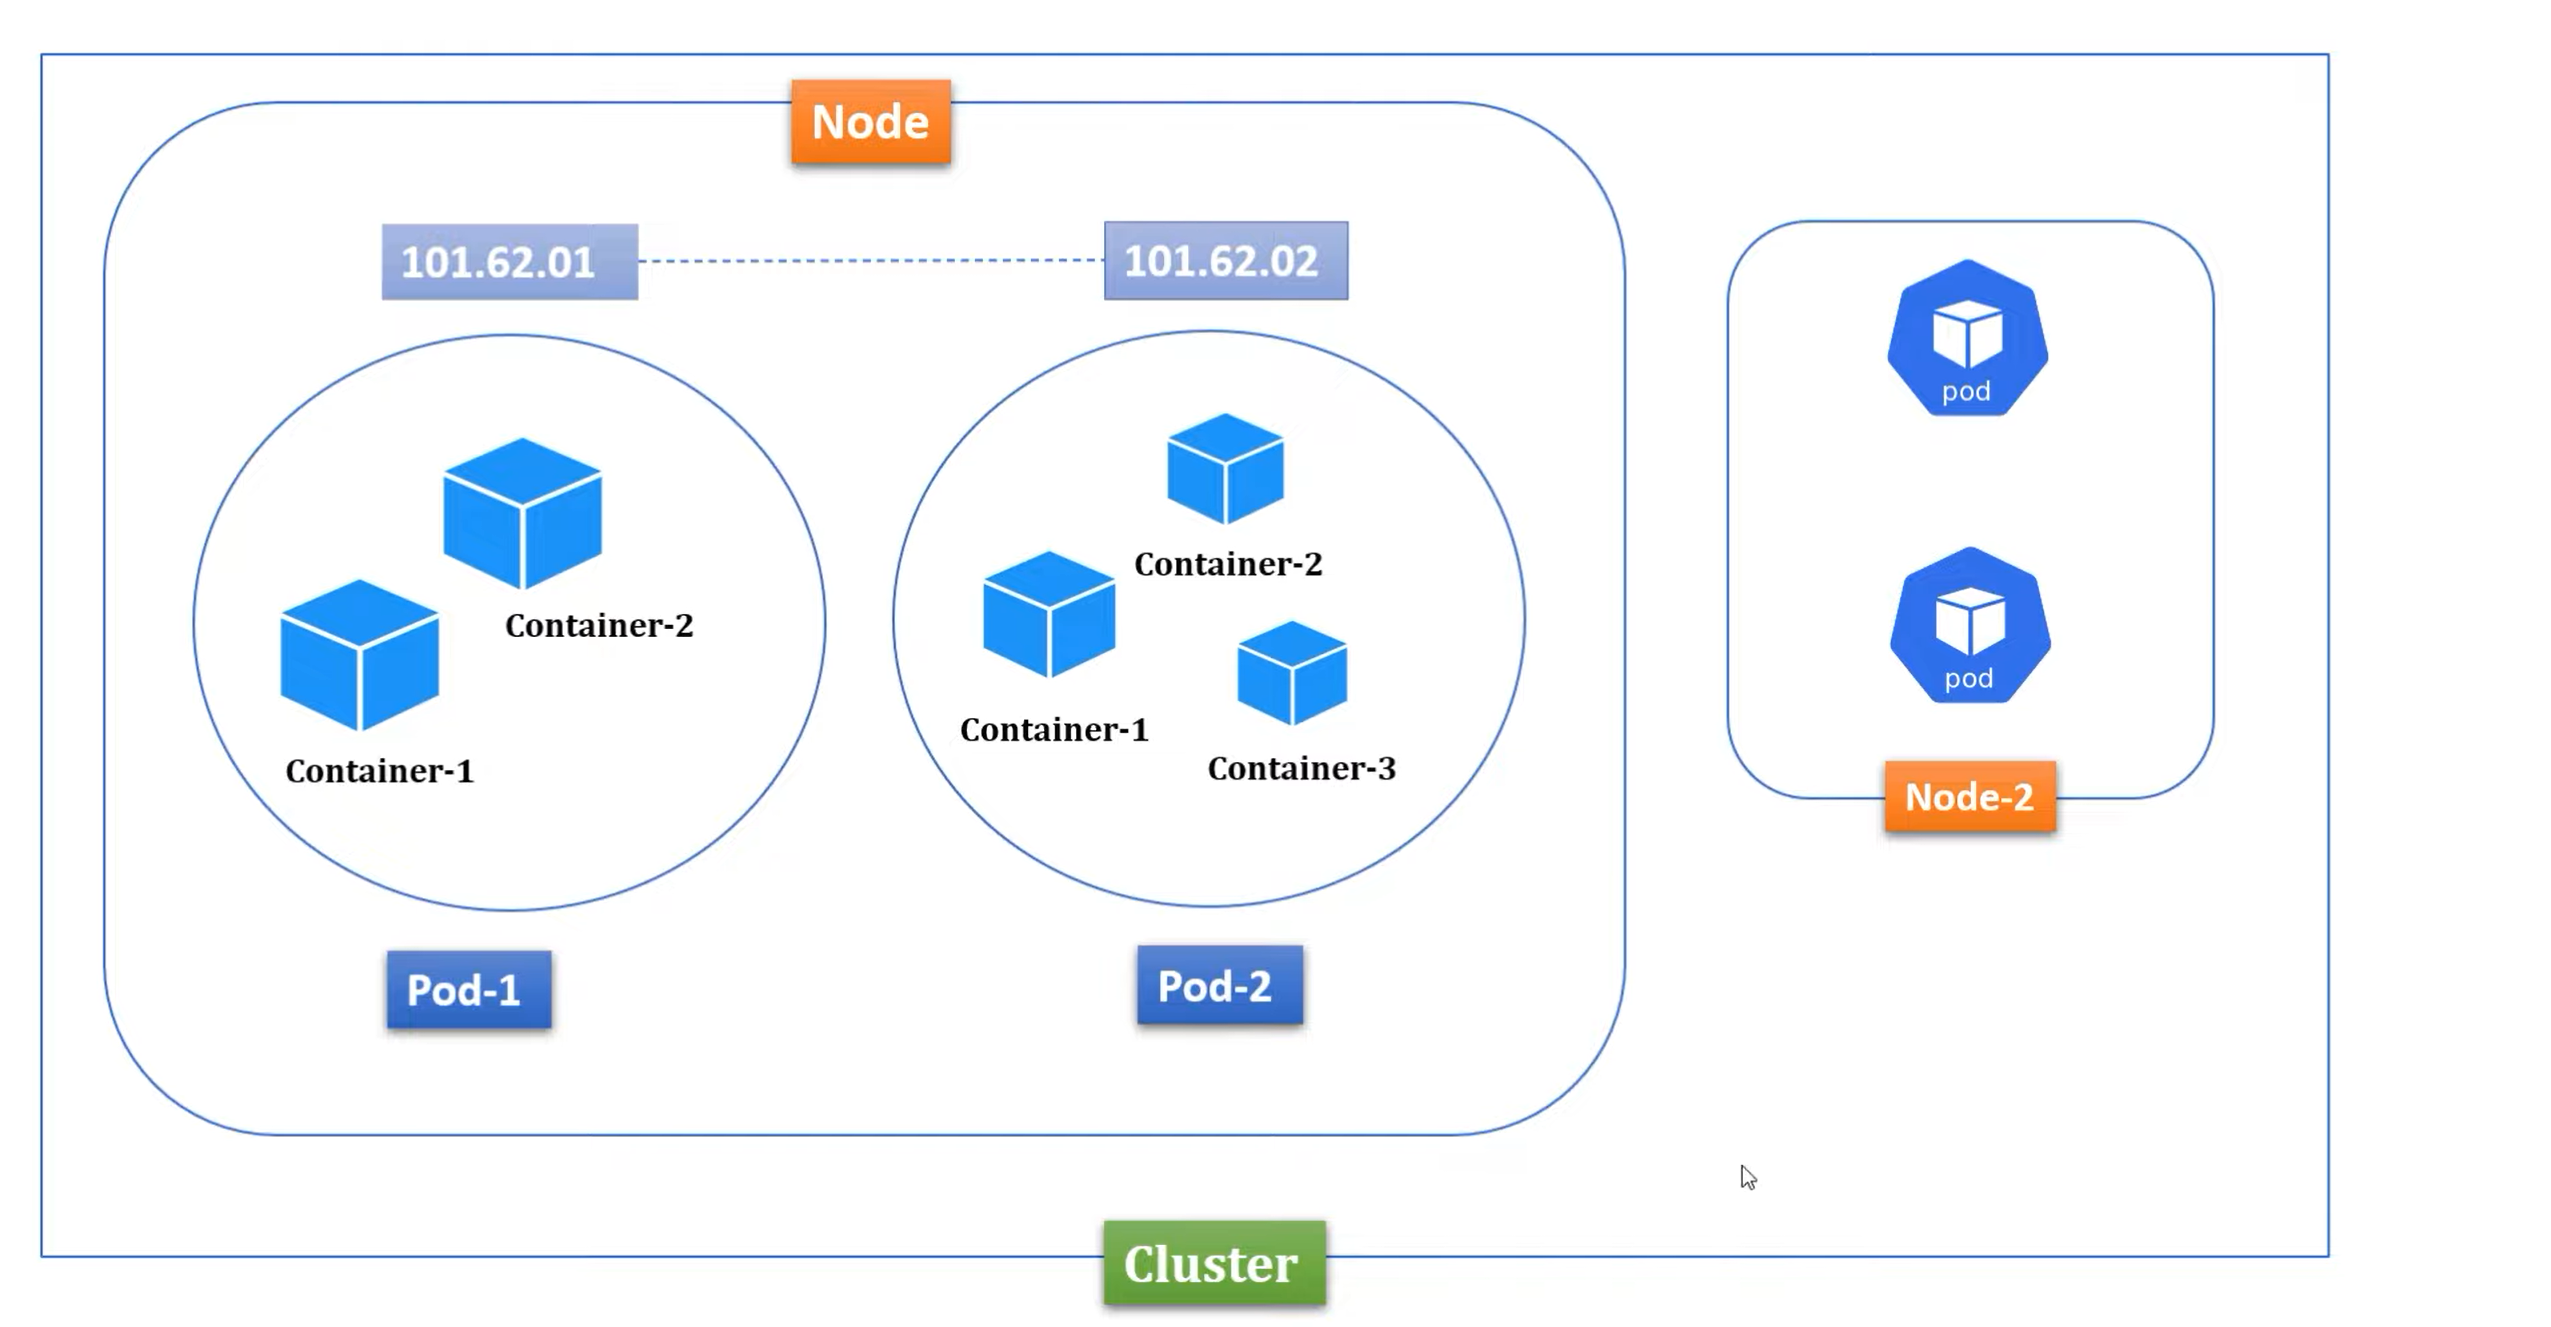 Node
101.62.01
101.62.02
pod
Container-2
Container-2
Container-1
Container-1
Container-3
pod
Node-2
Pod-1
Pod-2
Cluster